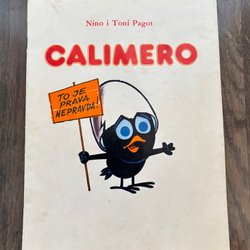 Nino i Toni Pagot
CALIMERO
TO JE
PRAVA
NEPRAVDA!